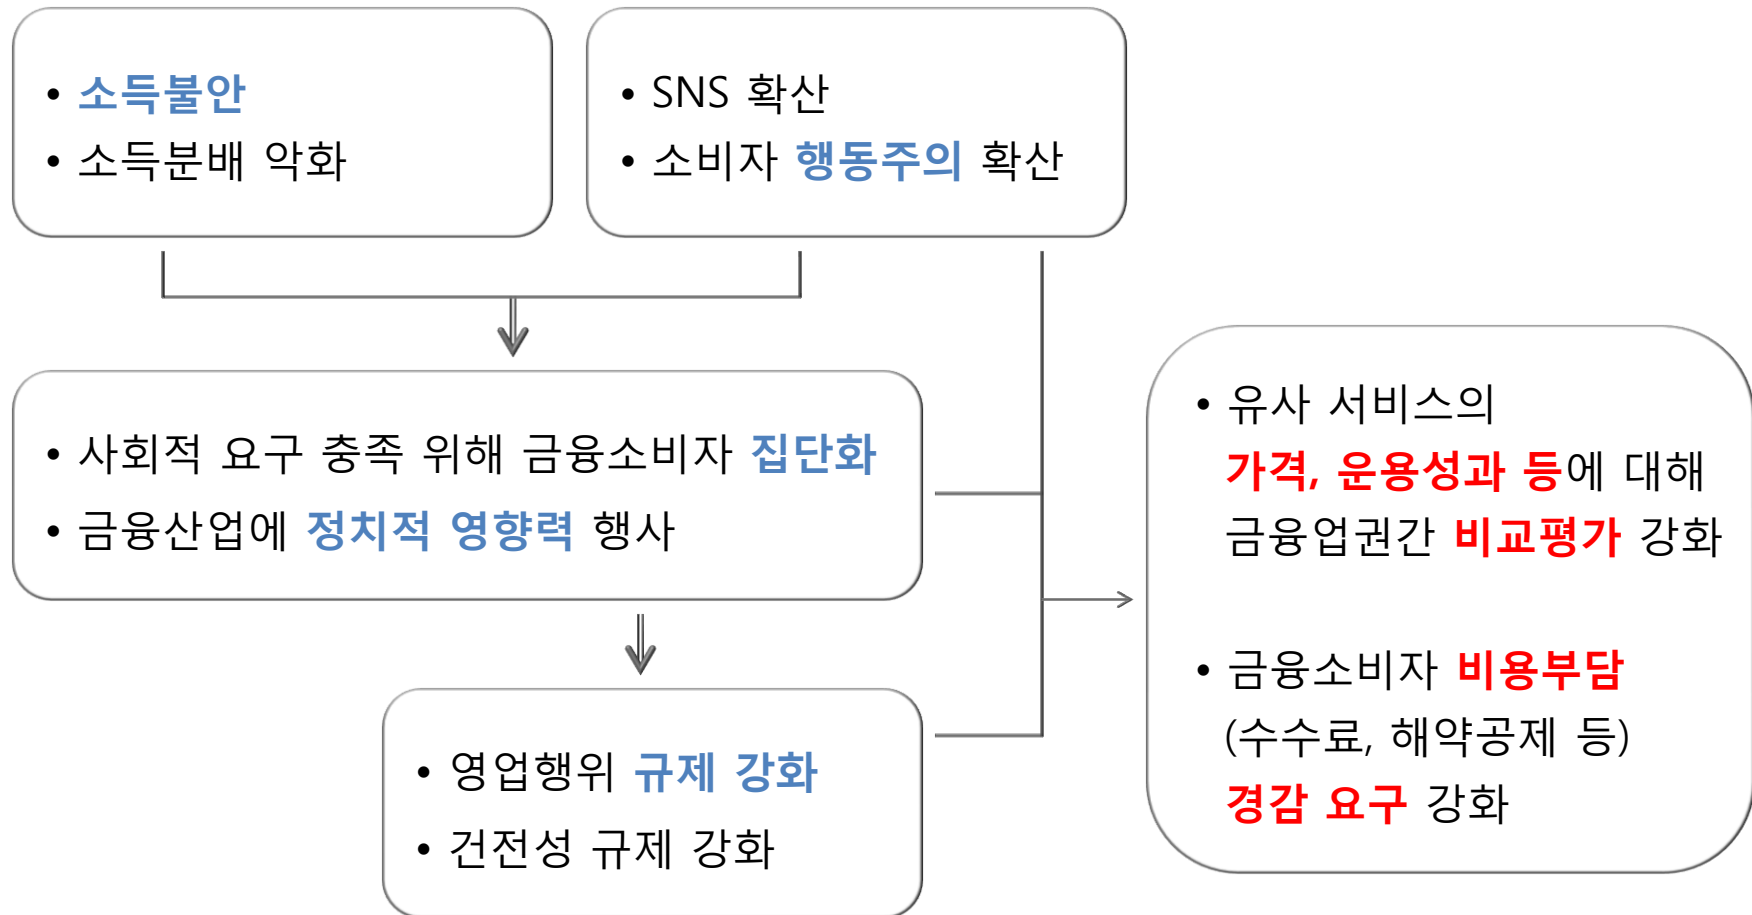 • 소득불안
• 소득분배 악화
• SNS 확산
• 소비자 행동주의 확산
• 사회적 요구 충족 위해 금융소비자 집단화
• 금융산업에 정치적 영향력 행사
• 영업행위 규제 강화
• 건전성 규제 강화
• 유사 서비스의
가격, 운용성과 등에 대해
금융업권간 비교평가 강화
• 금융소비자 비용부담
(수수료, 해약공제 등)
경감 요구 강화